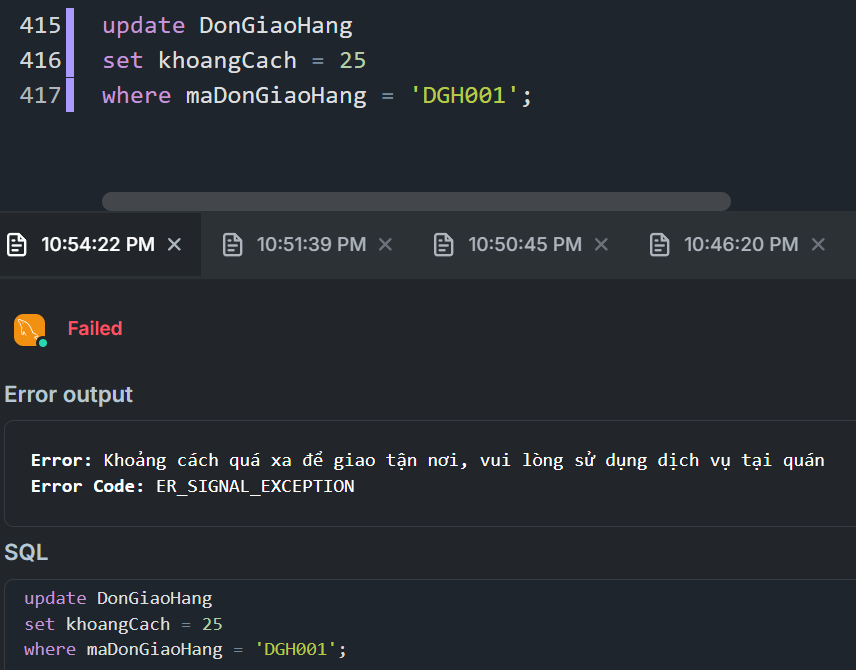 415 update DonGiaoHang
416 set khoangCach = 25
417 where maDonGiaoHang = 'DGH001';
10:54:22 PM 10:51:39 PM 10:50:45 PM 10:46:20 PM
Failed
Error output
Error: Khoảng cách quá xa để giao tận nơi, vui lòng sử dụng dịch vụ tại quán
Error Code: ER_SIGNAL_EXCEPTION
SQL
update DonGiaoHang
set khoangCach = 25
where maDonGiaoHang = 'DGH001';